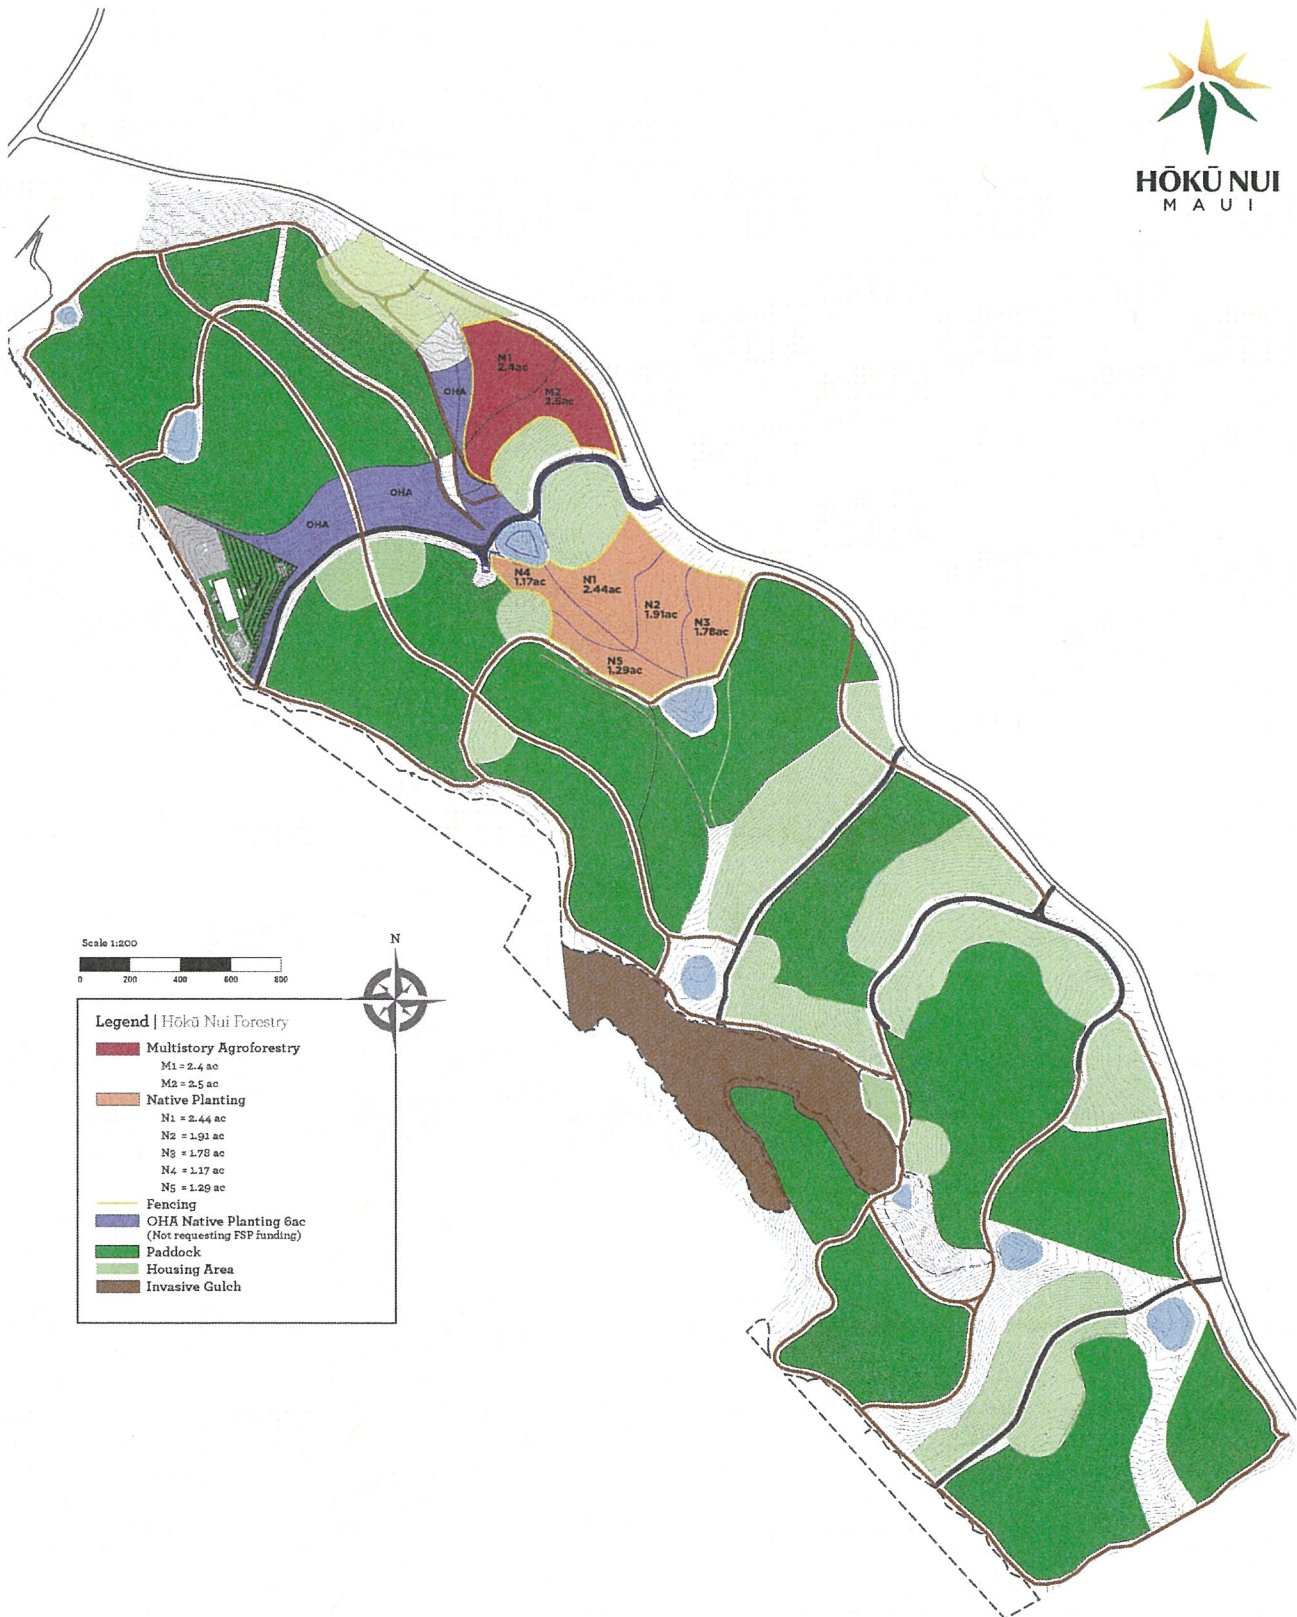 HŌKŪ NUI
MAUI
M1
2.4ac
M2
2.5ac
OHA
OHA
OHA
N4
1.17ac
N1
2.44ac
N2
1.91ac
N3
1.78ac
N5
1.29ac
Scale 1:200
0 200 400 600 800
N
Legend | Hōkū Nui Forestry
Multistory Agroforestry
M1 = 2.4 ac
M2 = 2.5 ac
Native Planting
N1 = 2.44 ac
N2 = 1.91 ac
N3 = 1.78 ac
N4 = 1.17 ac
N5 = 1.29 ac
Fencing
OHA Native Planting 6ac
(Not requesting FSP funding)
Paddock
Housing Area
Invasive Gulch